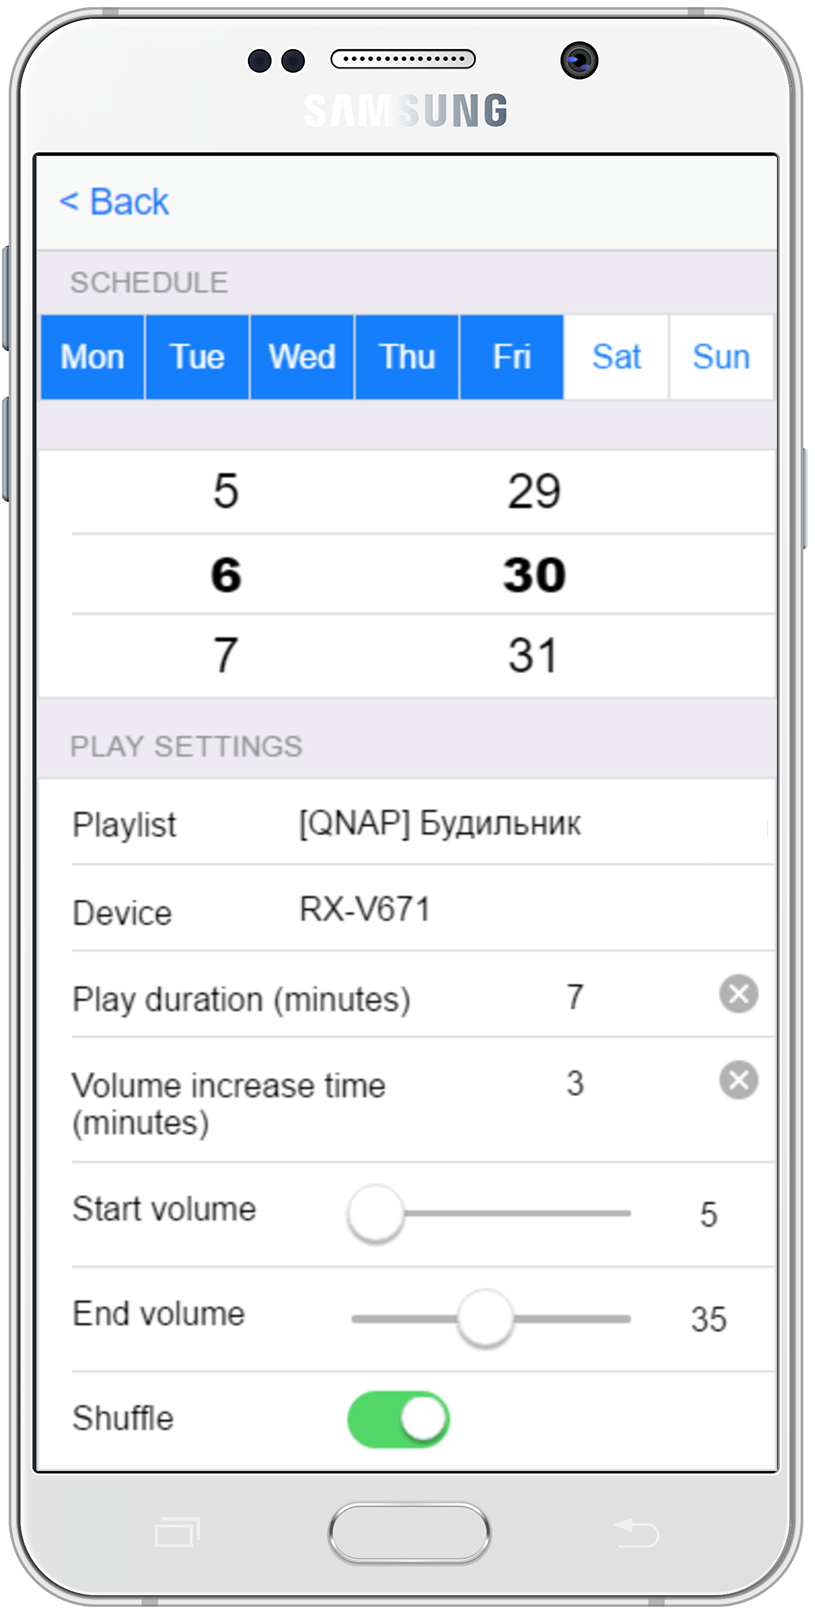 SAMSUNG
< Back
SCHEDULE
Mon Tue Wed Thu Fri Sat Sun
5 29
6 30
7 31
PLAY SETTINGS
Playlist [QNAP] Будильник
Device RX-V671
Play duration (minutes) 7
Volume increase time 3
(minutes)
Start volume 5
End volume 35
Shuffle